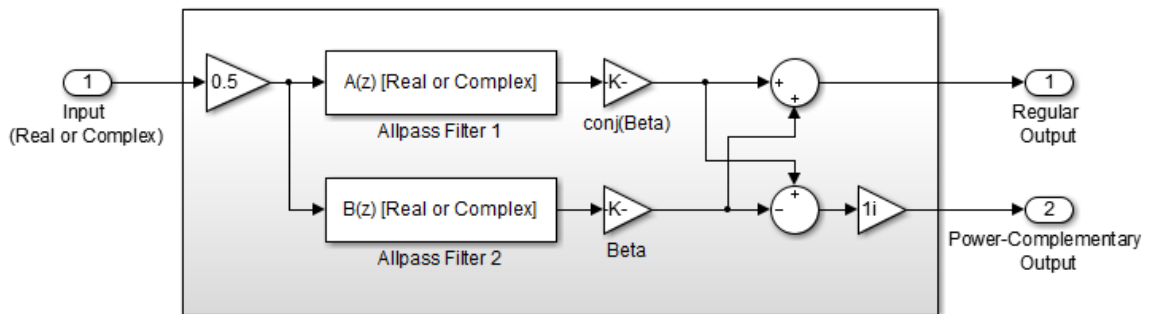 1
Input
(Real or Complex)
0.5
A(z) [Real or Complex]
Allpass Filter 1
-K-
conj(Beta)
+
+
1
Regular
Output
B(z) [Real or Complex]
Allpass Filter 2
-K-
Beta
+
−
1i
2
Power-Complementary
Output